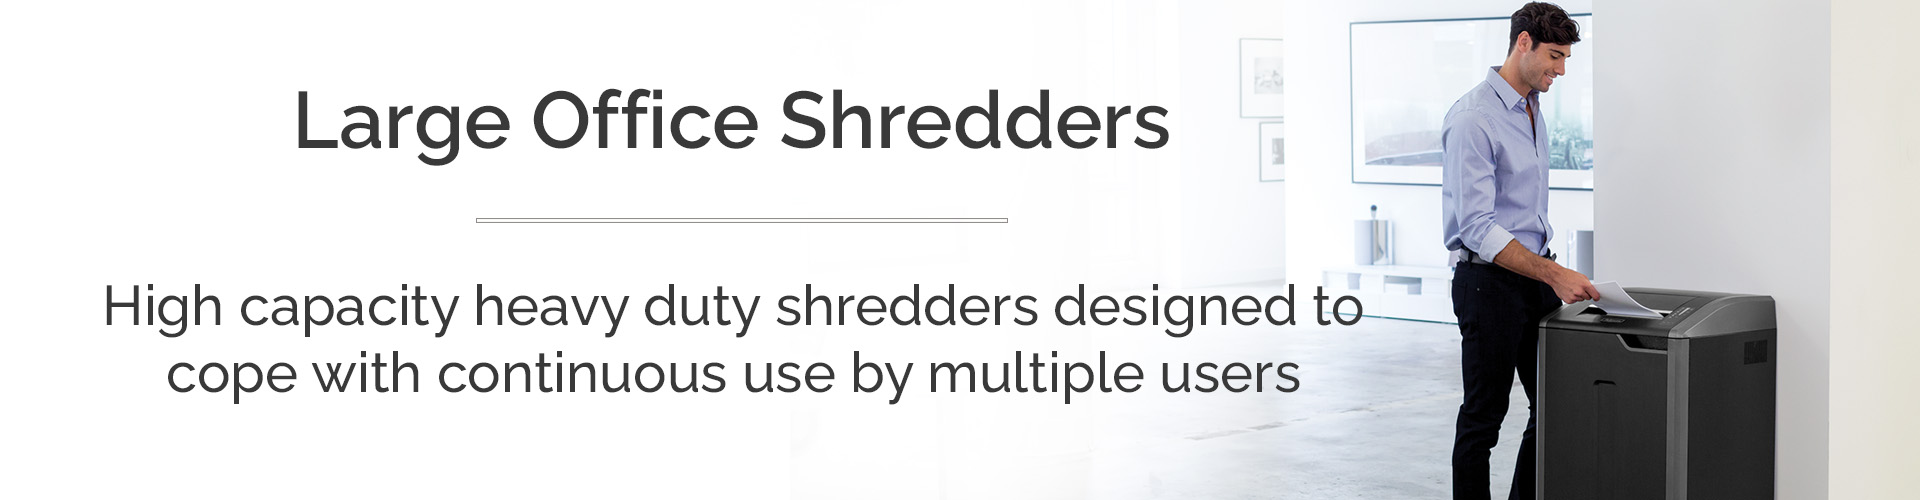 Large Office Shredders
High capacity heavy duty shredders designed to
cope with continuous use by multiple users